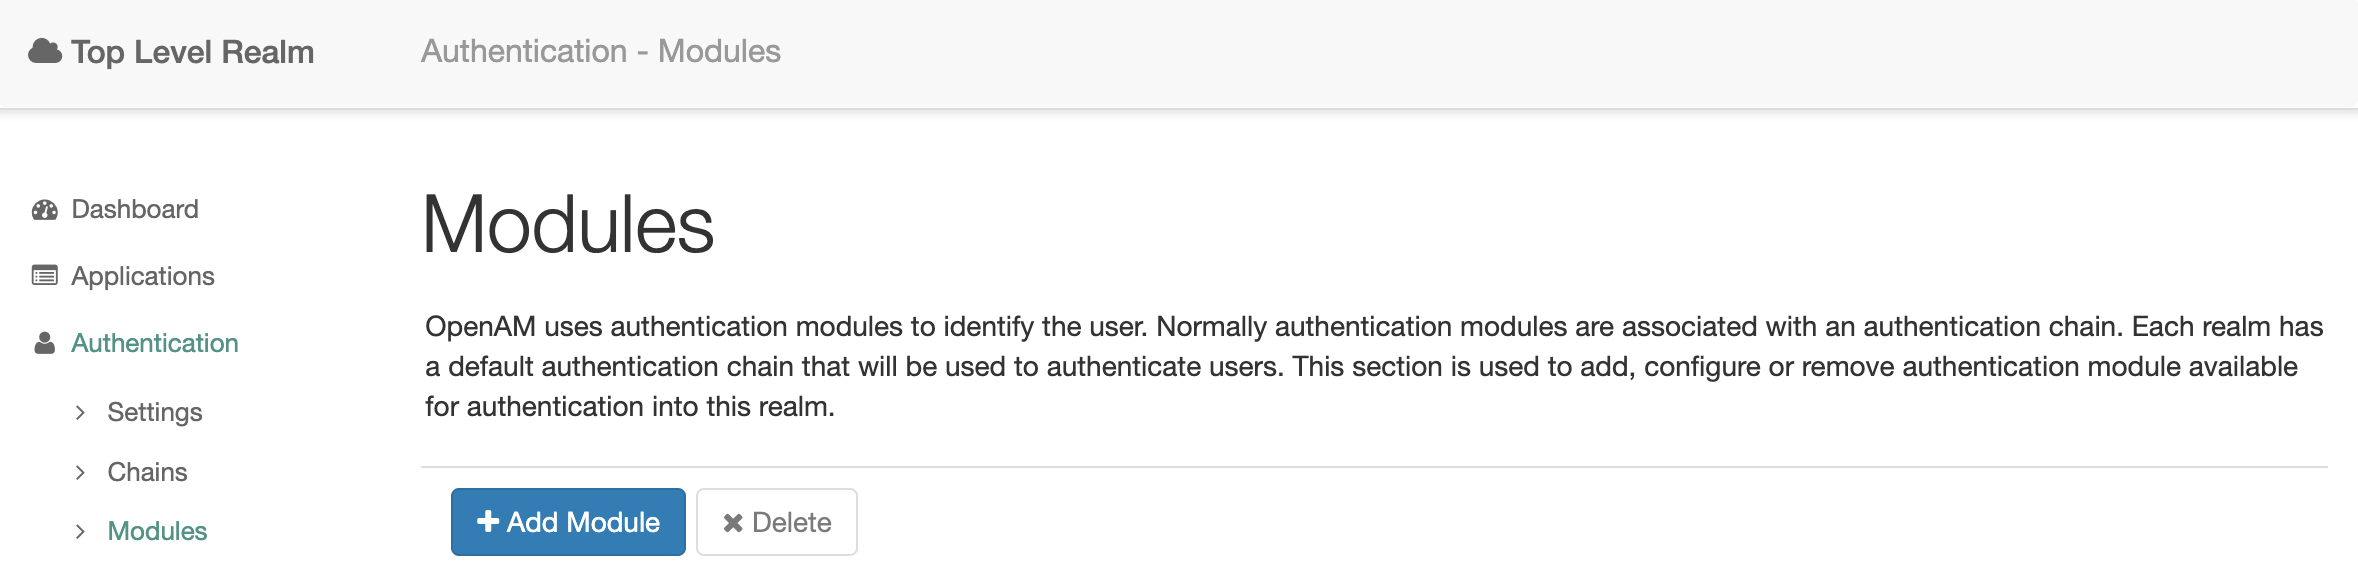 Top Level Realm
Authentication - Modules
Dashboard
Applications
Authentication
Settings
Chains
Modules
Modules
OpenAM uses authentication modules to identify the user. Normally authentication modules are associated with an authentication chain. Each realm has
a default authentication chain that will be used to authenticate users. This section is used to add, configure or remove authentication module available
for authentication into this realm.
Add Module
Delete